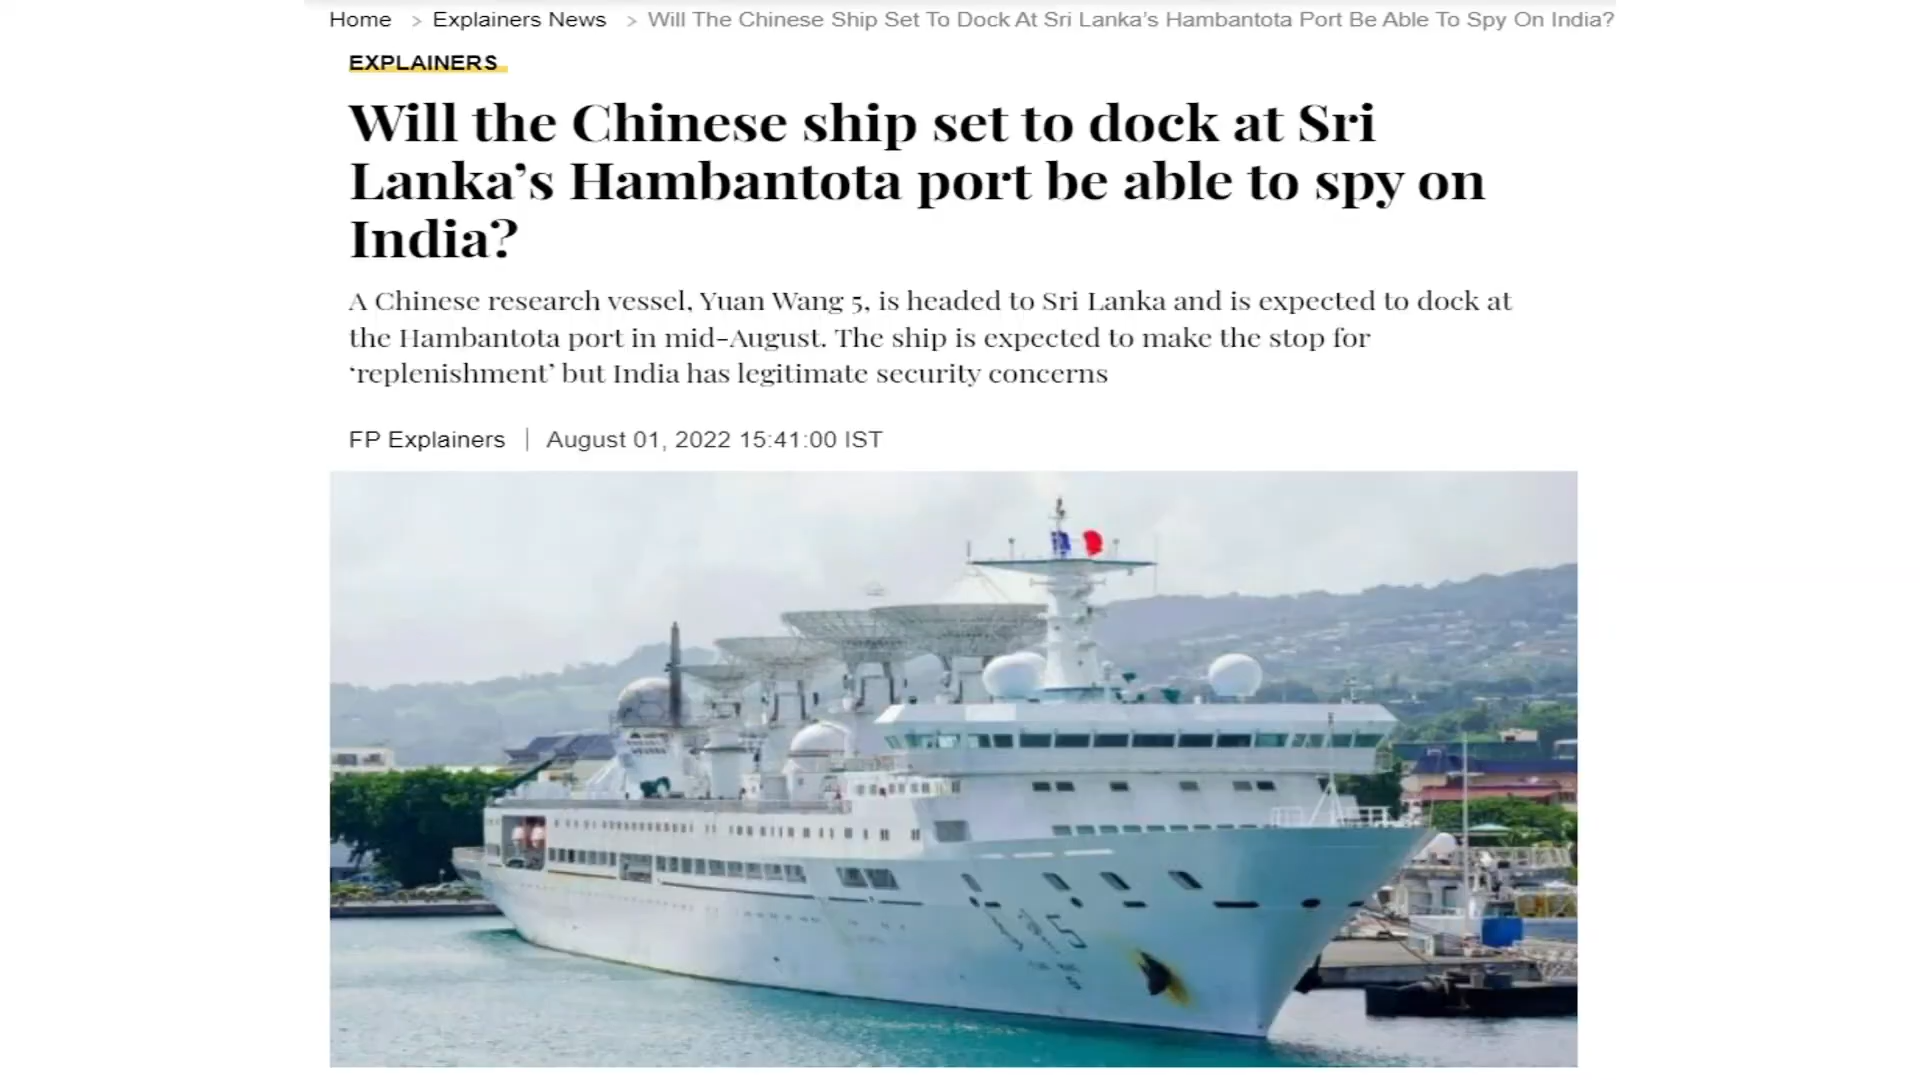 Home > Explainers News > Will The Chinese Ship Set To Dock At Sri Lanka's Hambantota Port Be Able To Spy On India?
EXPLAINERS
Will the Chinese ship set to dock at Sri
Lanka's Hambantota port be able to spy on
India?
A Chinese research vessel, Yuan Wang 5, is headed to Sri Lanka and is expected to dock at
the Hambantota port in mid-August. The ship is expected to make the stop for
'replenishment' but India has legitimate security concerns
FP Explainers | August 01, 2022 15:41:00 IST
5